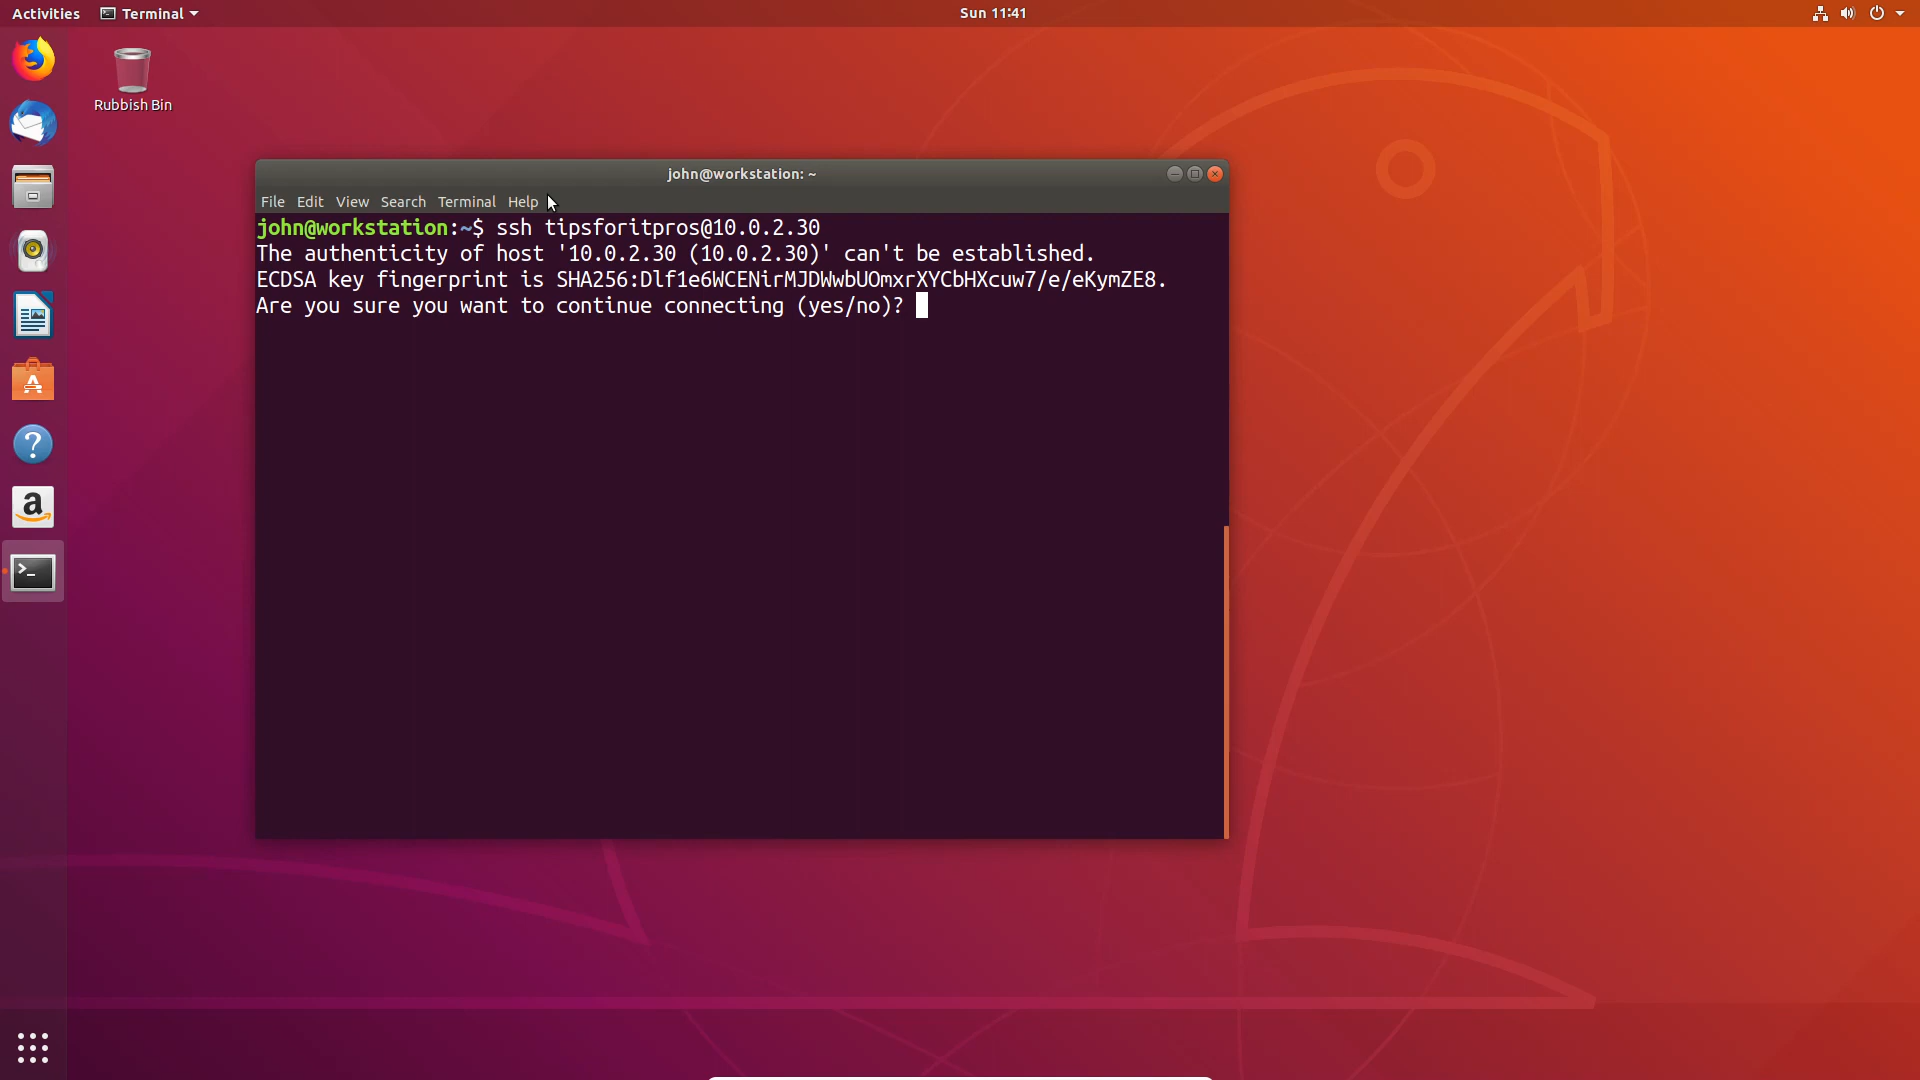 Activities Terminal Sun 11:41
Rubbish Bin
john@workstation: ~
File Edit View Search Terminal Help
john@workstation:~$ ssh tipsforitpros@10.0.2.30
The authenticity of host '10.0.2.30 (10.0.2.30)' can't be established.
ECDSA key fingerprint is SHA256:Dlf1e6WCENirMJDWwbUOmxrXYCbHXcuw7/e/eKymZE8.
Are you sure you want to continue connecting (yes/no)?